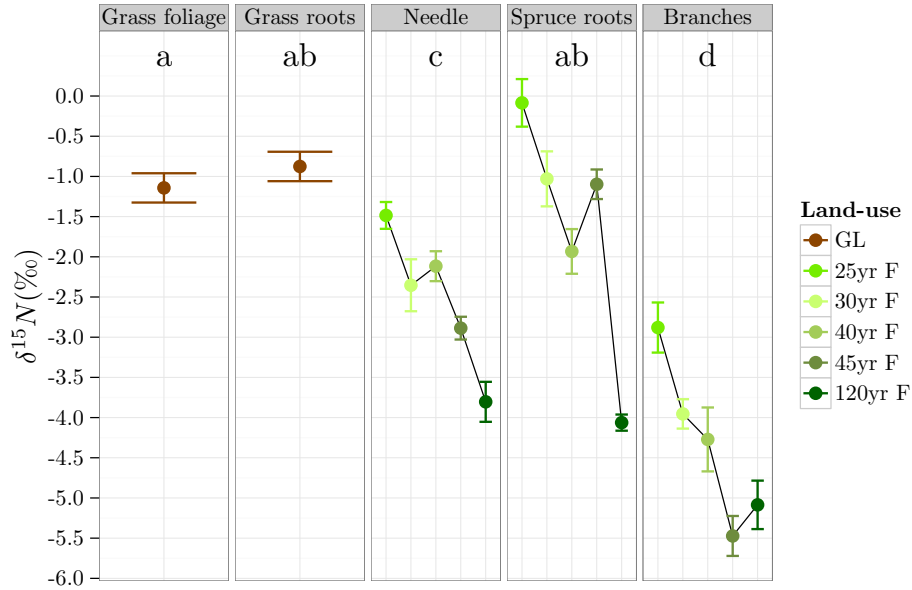 Grass foliage Grass roots Needle Spruce roots Branches
a ab c ab d
0.0
-0.5
-1.0
-1.5
-2.0
-2.5
-3.0
-3.5
-4.0
-4.5
-5.0
-5.5
-6.0
δ¹⁵N(‰)
Land-use
GL
25yr F
30yr F
40yr F
45yr F
120yr F